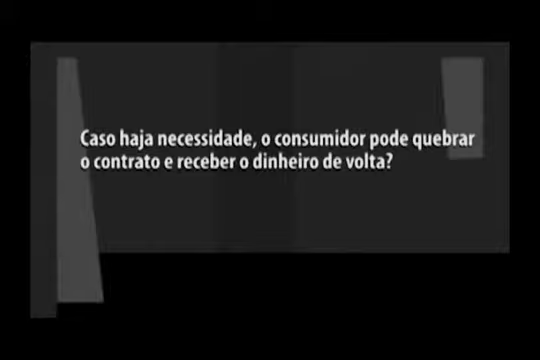 Caso haja necessidade, o consumidor pode quebrar
o contrato e receber o dinheiro de volta?